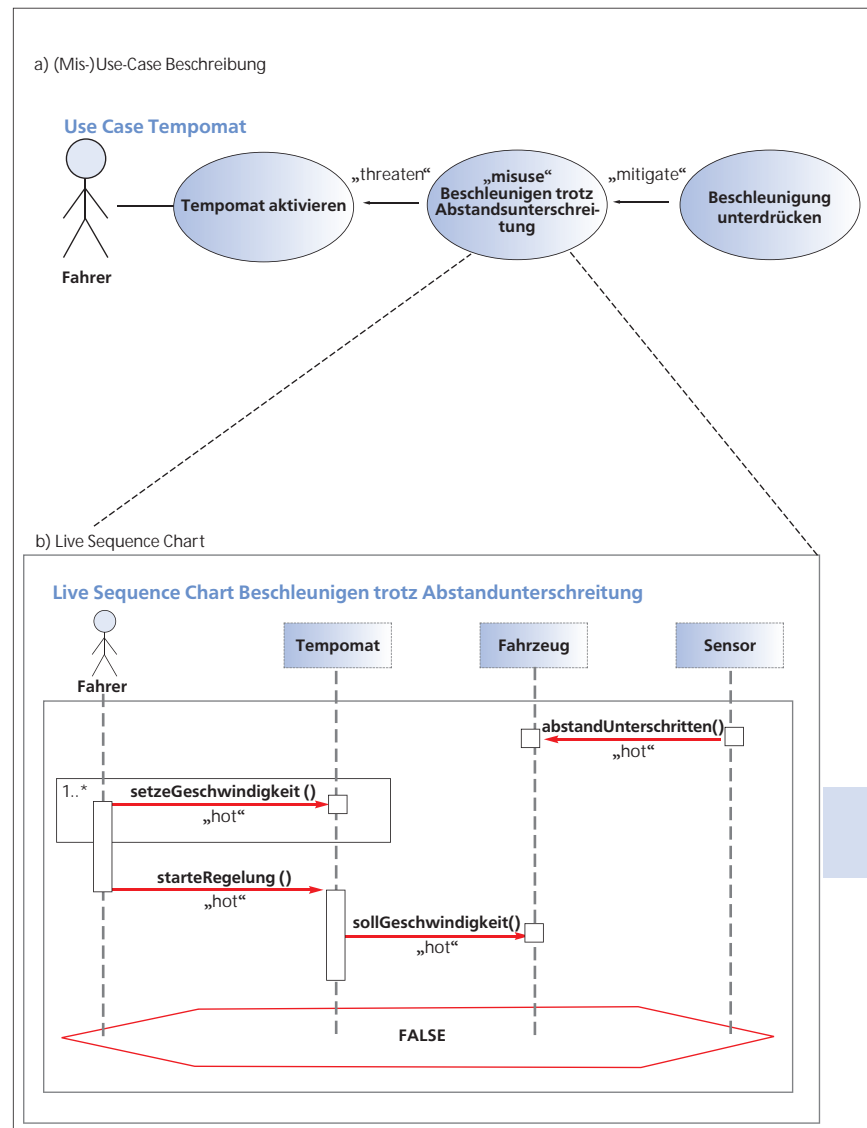 a) (Mis-)Use-Case Beschreibung
Use Case Tempomat
Fahrer
Tempomat aktivieren
„threaten“
„misuse“
Beschleunigen trotz
Abstandsunterschrei-
tung
„mitigate“
Beschleunigung
unterdrücken
b) Live Sequence Chart
Live Sequence Chart Beschleunigen trotz Abstandunterschreitung
Fahrer
Tempomat
Fahrzeug
Sensor
abstandUnterschritten()
„hot“
1..*
setzeGeschwindigkeit ()
„hot“
starteRegelung ()
„hot“
sollGeschwindigkeit()
„hot“
FALSE